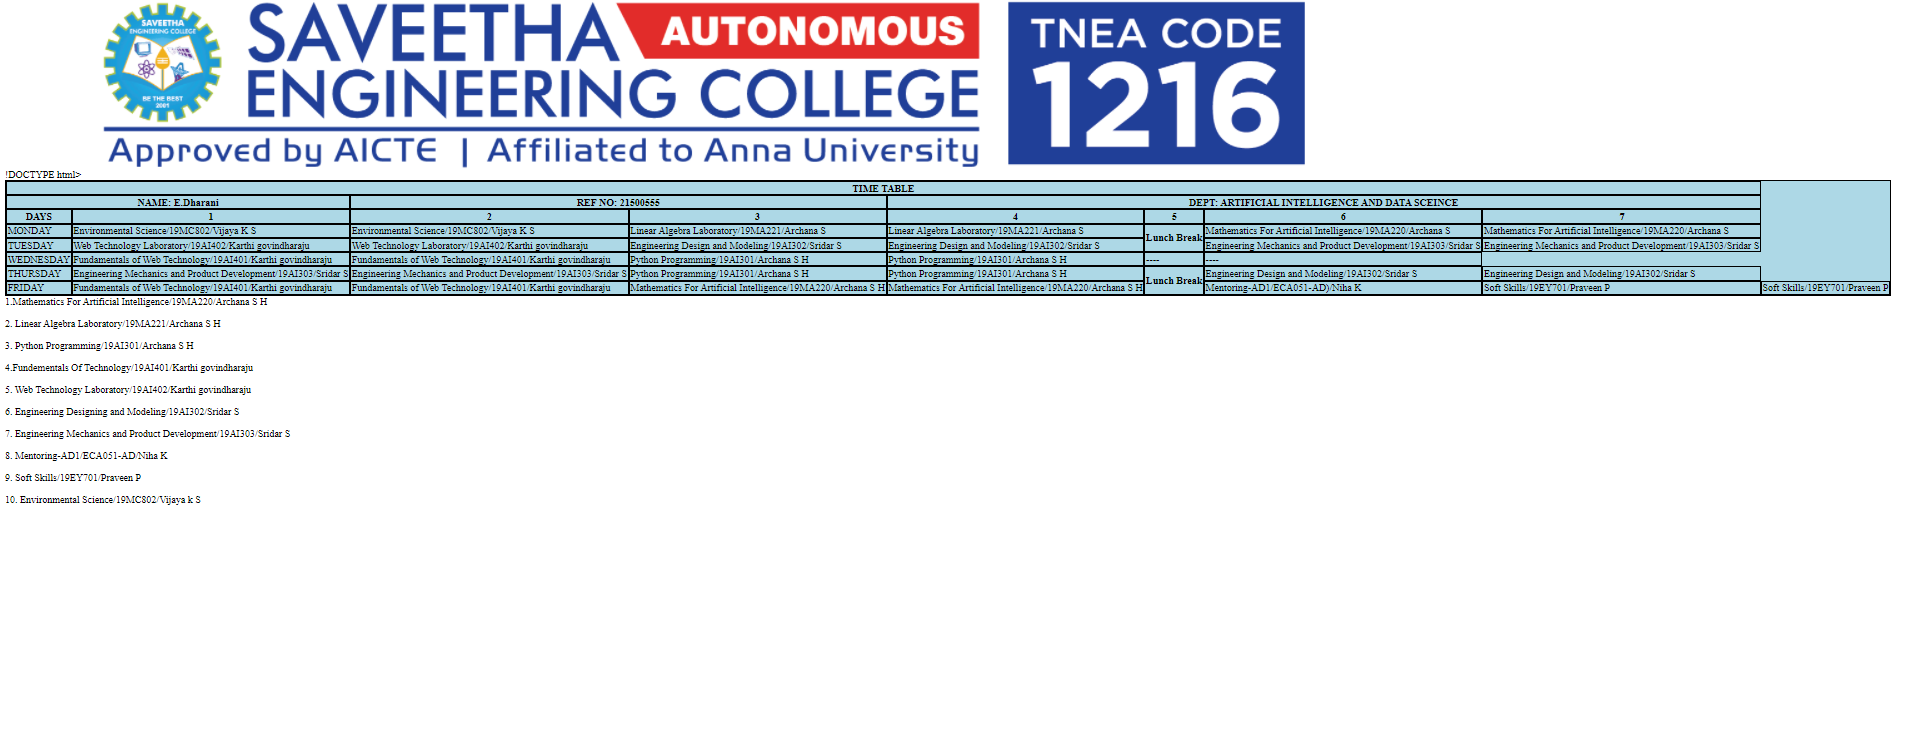 SAVEETHA
ENGINEERING COLLEGE
BE THE BEST
2001
SAVEETHA AUTONOMOUS
ENGINEERING COLLEGE
Approved by AICTE | Affiliated to Anna University
TNEA CODE
1216
!DOCTYPE html>
TIME TABLE
NAME: E.Dharani REF NO: 21500555 DEPT: ARTIFICIAL INTELLIGENCE AND DATA SCEINCE
DAYS 1 2 3 4 5 6 7
MONDAY Environmental Science/19MC802/Vijaya K S Environmental Science/19MC802/Vijaya K S Linear Algebra Laboratory/19MA221/Archana S Linear Algebra Laboratory/19MA221/Archana S Lunch Break Mathematics For Artificial Intelligence/19MA220/Archana S Mathematics For Artificial Intelligence/19MA220/Archana S
TUESDAY Web Technology Laboratory/19AI402/Karthi govindharaju Web Technology Laboratory/19AI402/Karthi govindharaju Engineering Design and Modeling/19AI302/Sridar S Engineering Design and Modeling/19AI302/Sridar S Engineering Mechanics and Product Development/19AI303/Sridar S Engineering Mechanics and Product Development/19AI303/Sridar S
WEDNESDAY Fundamentals of Web Technology/19AI401/Karthi govindharaju Fundamentals of Web Technology/19AI401/Karthi govindharaju Python Programming/19AI301/Archana S H Python Programming/19AI301/Archana S H ---- ----
THURSDAY Engineering Mechanics and Product Development/19AI303/Sridar S Engineering Mechanics and Product Development/19AI303/Sridar S Python Programming/19AI301/Archana S H Python Programming/19AI301/Archana S H Lunch Break Engineering Design and Modeling/19AI302/Sridar S Engineering Design and Modeling/19AI302/Sridar S
FRIDAY Fundamentals of Web Technology/19AI401/Karthi govindharaju Fundamentals of Web Technology/19AI401/Karthi govindharaju Mathematics For Artificial Intelligence/19MA220/Archana S H Mathematics For Artificial Intelligence/19MA220/Archana S H Mentoring-AD1/ECA051-AD)/Niha K Soft Skills/19EY701/Praveen P Soft Skills/19EY701/Praveen P
1.Mathematics For Artificial Intelligence/19MA220/Archana S H
2. Linear Algebra Laboratory/19MA221/Archana S H
3. Python Programming/19AI301/Archana S H
4.Fundementals Of Technology/19AI401/Karthi govindharaju
5. Web Technology Laboratory/19AI402/Karthi govindharaju
6. Engineering Designing and Modeling/19AI302/Sridar S
7. Engineering Mechanics and Product Development/19AI303/Sridar S
8. Mentoring-AD1/ECA051-AD/Niha K
9. Soft Skills/19EY701/Praveen P
10. Environmental Science/19MC802/Vijaya k S